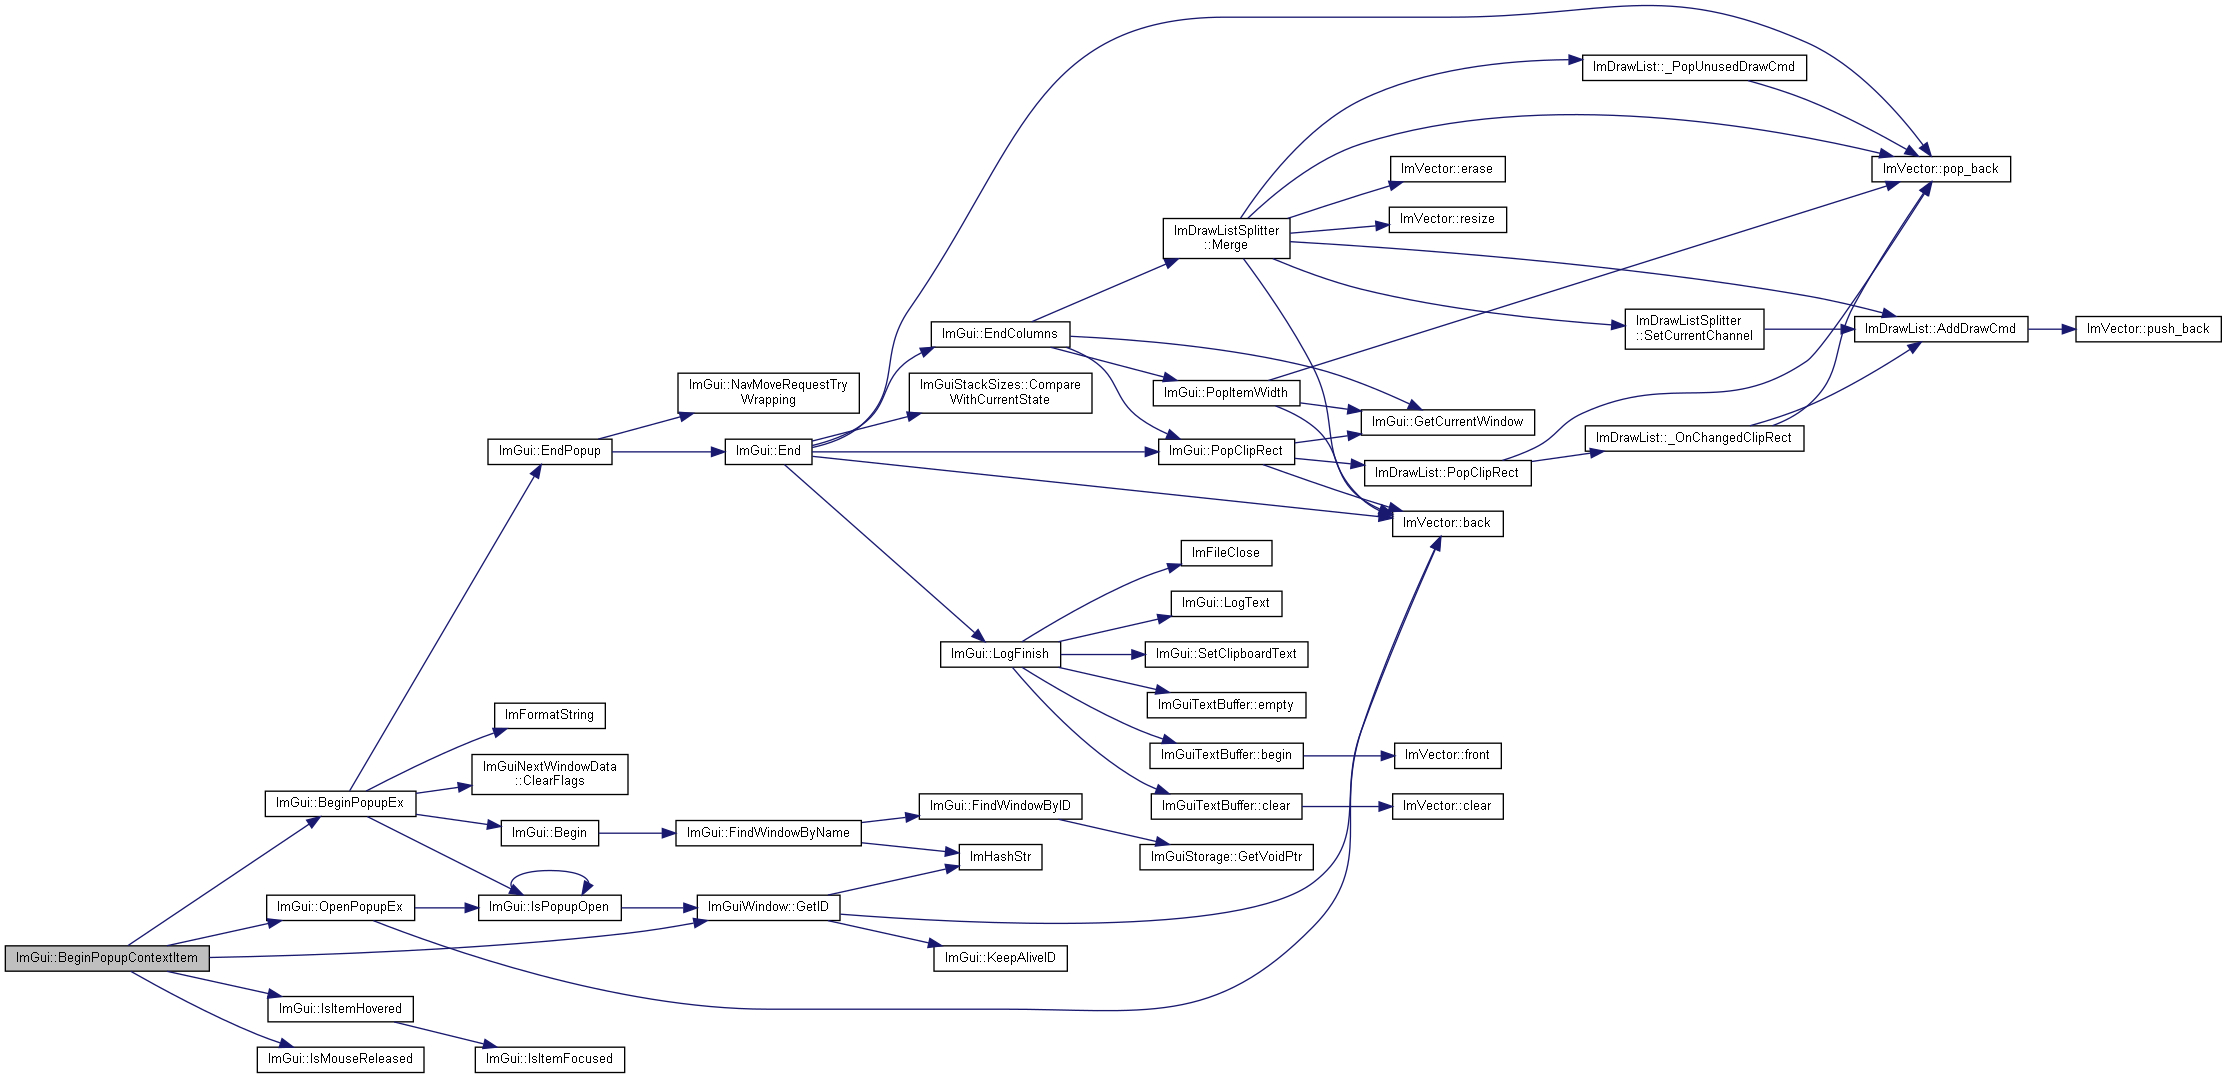 ImDrawList::_PopUnusedDrawCmd
ImVector::erase
ImVector::pop_back
ImVector::resize
ImDrawListSplitter
::Merge
ImGui::EndColumns
ImDrawListSplitter
::SetCurrentChannel
ImDrawList::AddDrawCmd
ImVector::push_back
ImGui::NavMoveRequestTry
Wrapping
ImGuiStackSizes::Compare
WithCurrentState
ImGui::PopItemWidth
ImGui::GetCurrentWindow
ImGui::EndPopup
ImGui::End
ImGui::PopClipRect
ImDrawList::_OnChangedClipRect
ImDrawList::PopClipRect
ImVector::back
ImFileClose
ImGui::LogText
ImGui::LogFinish
ImGui::SetClipboardText
ImGuiTextBuffer::empty
ImFormatString
ImGuiTextBuffer::begin
ImVector::front
ImGuiNextWindowData
::ClearFlags
ImGui::BeginPopupEx
ImGui::FindWindowByID
ImGuiTextBuffer::clear
ImVector::clear
ImGui::Begin
ImGui::FindWindowByName
ImHashStr
ImGuiStorage::GetVoidPtr
ImGui::OpenPopupEx
ImGui::IsPopupOpen
ImGuiWindow::GetID
ImGui::BeginPopupContextItem
ImGui::KeepAliveID
ImGui::IsItemHovered
ImGui::IsMouseReleased
ImGui::IsItemFocused